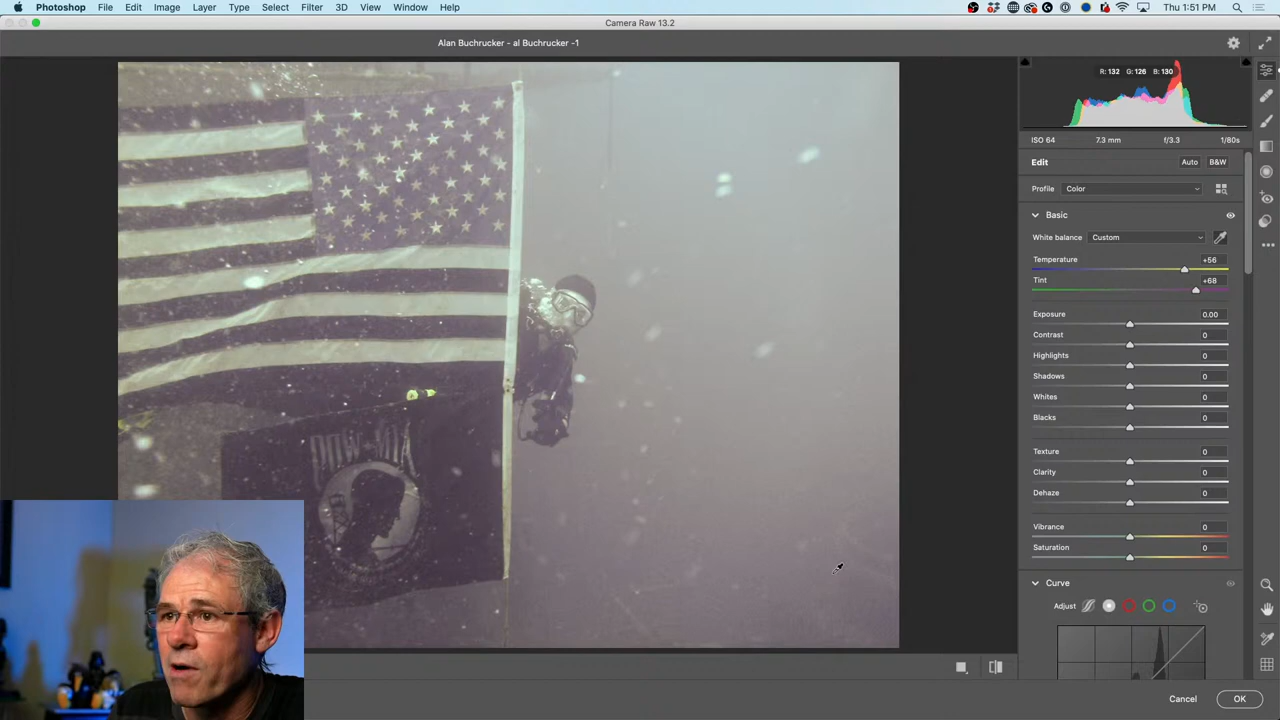 Photoshop File Edit Image Layer Type Select Filter 3D View Window Help Thu 1:51 PM
Camera Raw 13.2
Alan Buchrucker - al Buchrucker -1
R: 132 G: 126 B: 130
ISO 64 7.3 mm f/3.3 1/80s
Edit Auto B&W
Profile Color
Basic
White balance Custom
Temperature +56
Tint +68
Exposure 0.00
Contrast 0
Highlights 0
Shadows 0
Whites 0
Blacks 0
Texture 0
Clarity 0
Dehaze 0
Vibrance 0
Saturation 0
Curve
Adjust
POW MIA
Cancel OK